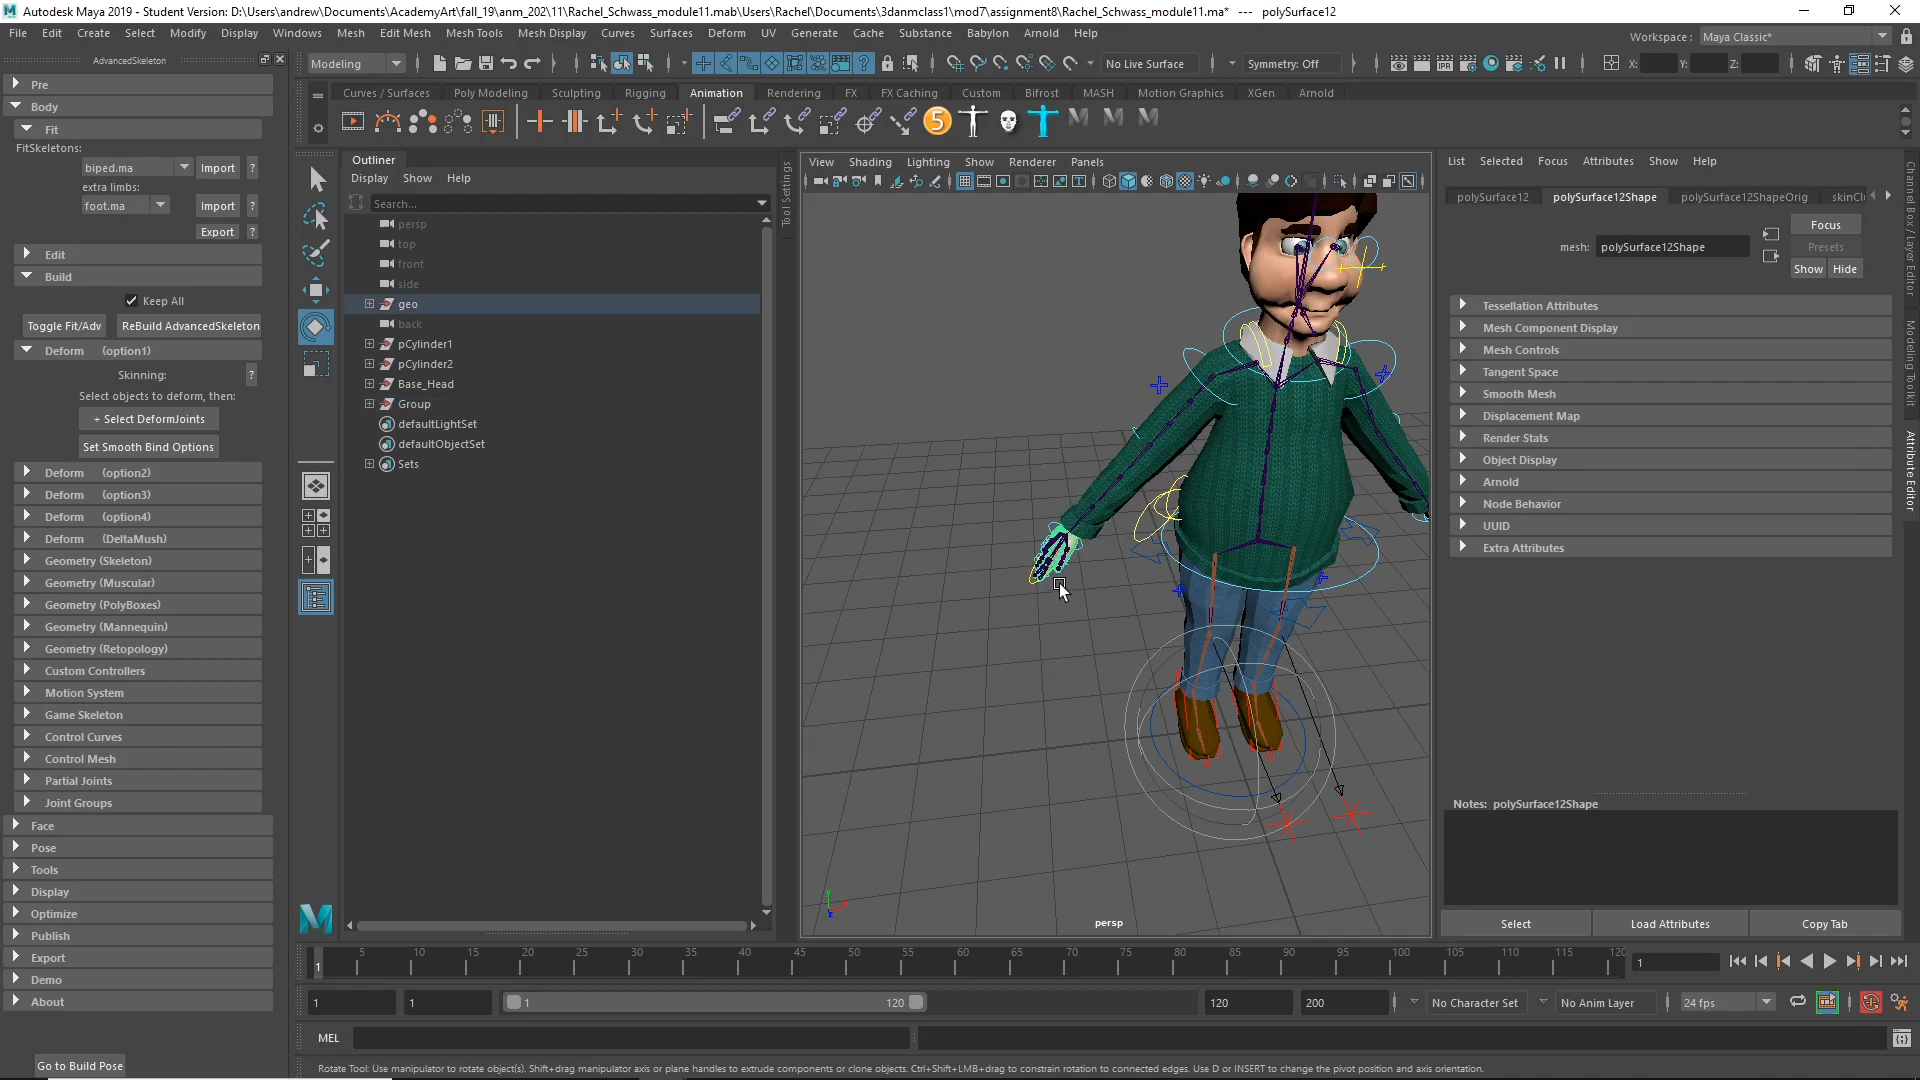 Autodesk Maya 2019 - Student Version: D:\Users\andrew\Documents\AcademyArt\fall_19\anm_202\11\Rachel_Schwass_module11.mab\Users\Rachel\Documents\3danmclass1\mod7\assignment8\Rachel_Schwass_module11.ma* --- polySurface12
File Edit Create Select Modify Display Windows Mesh Edit Mesh Mesh Tools Mesh Display Curves Surfaces Deform UV Generate Cache Substance Babylon Arnold Help
Workspace : Maya Classic*
AdvancedSkeleton
Modeling
No Live Surface
Symmetry: Off
X:
Y:
Z:
Curves / Surfaces Poly Modeling Sculpting Rigging Animation Rendering FX FX Caching Custom Bifrost MASH Motion Graphics XGen Arnold
5
Pre
Body
Fit
FitSkeletons:
biped.ma Import ?
extra limbs:
foot.ma Import ?
Export ?
Edit
Build
Keep All
Toggle Fit/Adv ReBuild AdvancedSkeleton
Deform (option1)
Skinning: ?
Select objects to deform, then:
+ Select DeformJoints
Set Smooth Bind Options
Deform (option2)
Deform (option3)
Deform (option4)
Deform (DeltaMush)
Geometry (Skeleton)
Geometry (Muscular)
Geometry (PolyBoxes)
Geometry (Mannequin)
Geometry (Retopology)
Custom Controllers
Motion System
Game Skeleton
Control Curves
Control Mesh
Partial Joints
Joint Groups
Face
Pose
Tools
Display
Optimize
Publish
Export
Demo
About
Go to Build Pose
Outliner
Display Show Help
Search...
persp
top
front
side
geo
back
pCylinder1
pCylinder2
Base_Head
Group
defaultLightSet
defaultObjectSet
Sets
Tool Settings
View Shading Lighting Show Renderer Panels
persp
y
List Selected Focus Attributes Show Help
polySurface12 polySurface12Shape polySurface12ShapeOrig skinCl
Focus
mesh: polySurface12Shape
Presets
Show Hide
Tessellation Attributes
Mesh Component Display
Mesh Controls
Tangent Space
Smooth Mesh
Displacement Map
Render Stats
Object Display
Arnold
Node Behavior
UUID
Extra Attributes
Notes: polySurface12Shape
Select Load Attributes Copy Tab
Channel Box / Layer Editor
Modeling Toolkit
Attribute Editor
1 5 10 15 20 25 30 35 40 45 50 55 60 65 70 75 80 85 90 95 100 105 110 115 120
1
1 1 1 120 120 200
No Character Set
No Anim Layer
24 fps
MEL
Rotate Tool: Use manipulator to rotate object(s). Shift+drag manipulator axis or plane handles to extrude components or clone objects. Ctrl+Shift+LMB+drag to constrain rotation to connected edges. Use D or INSERT to change the pivot position and axis orientation.